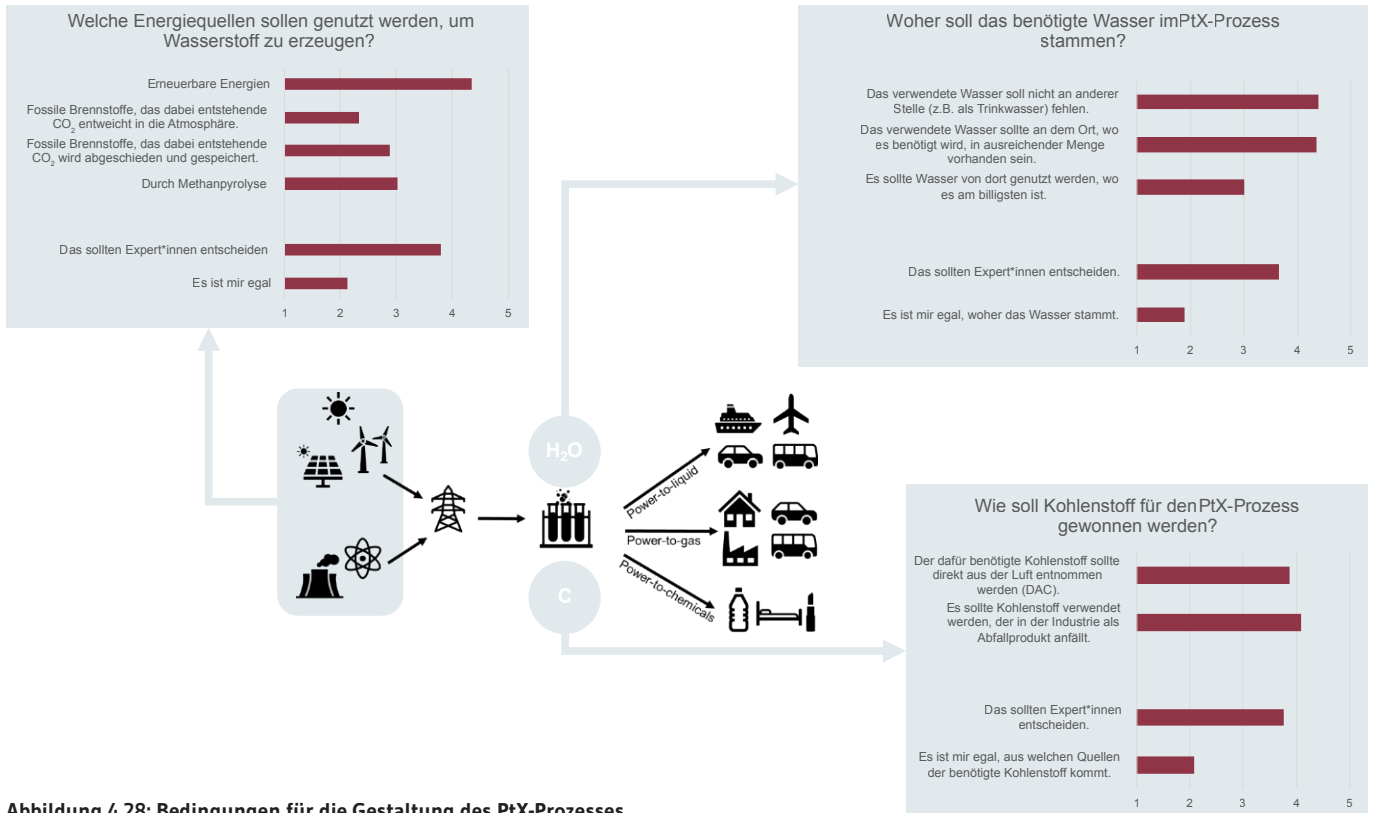 Welche Energiequellen sollen genutzt werden, um
Wasserstoff zu erzeugen?
Erneuerbare Energien
Fossile Brennstoffe, das dabei entstehende
CO₂ entweicht in die Atmosphäre.
Fossile Brennstoffe, das dabei entstehende
CO₂ wird abgeschieden und gespeichert.
Durch Methanpyrolyse
Das sollten Expert*innen entscheiden
Es ist mir egal
1 2 3 4 5
Woher soll das benötigte Wasser imPtX-Prozess
stammen?
Das verwendete Wasser soll nicht an anderer
Stelle (z.B. als Trinkwasser) fehlen.
Das verwendete Wasser sollte an dem Ort, wo
es benötigt wird, in ausreichender Menge
vorhanden sein.
Es sollte Wasser von dort genutzt werden, wo
es am billigsten ist.
Das sollten Expert*innen entscheiden.
Es ist mir egal, woher das Wasser stammt.
1 2 3 4 5
H₂O
Power-to-liquid
Power-to-gas
Power-to-chemicals
C
Wie soll Kohlenstoff für denPtX-Prozess
gewonnen werden?
Der dafür benötigte Kohlenstoff sollte
direkt aus der Luft entnommen
werden (DAC).
Es sollte Kohlenstoff verwendet
werden, der in der Industrie als
Abfallprodukt anfällt.
Das sollten Expert*innen
entscheiden.
Es ist mir egal, aus welchen Quellen
der benötigte Kohlenstoff kommt.
1 2 3 4 5
Abbildung 4.28: Bedingungen für die Gestaltung des PtX-Prozesses